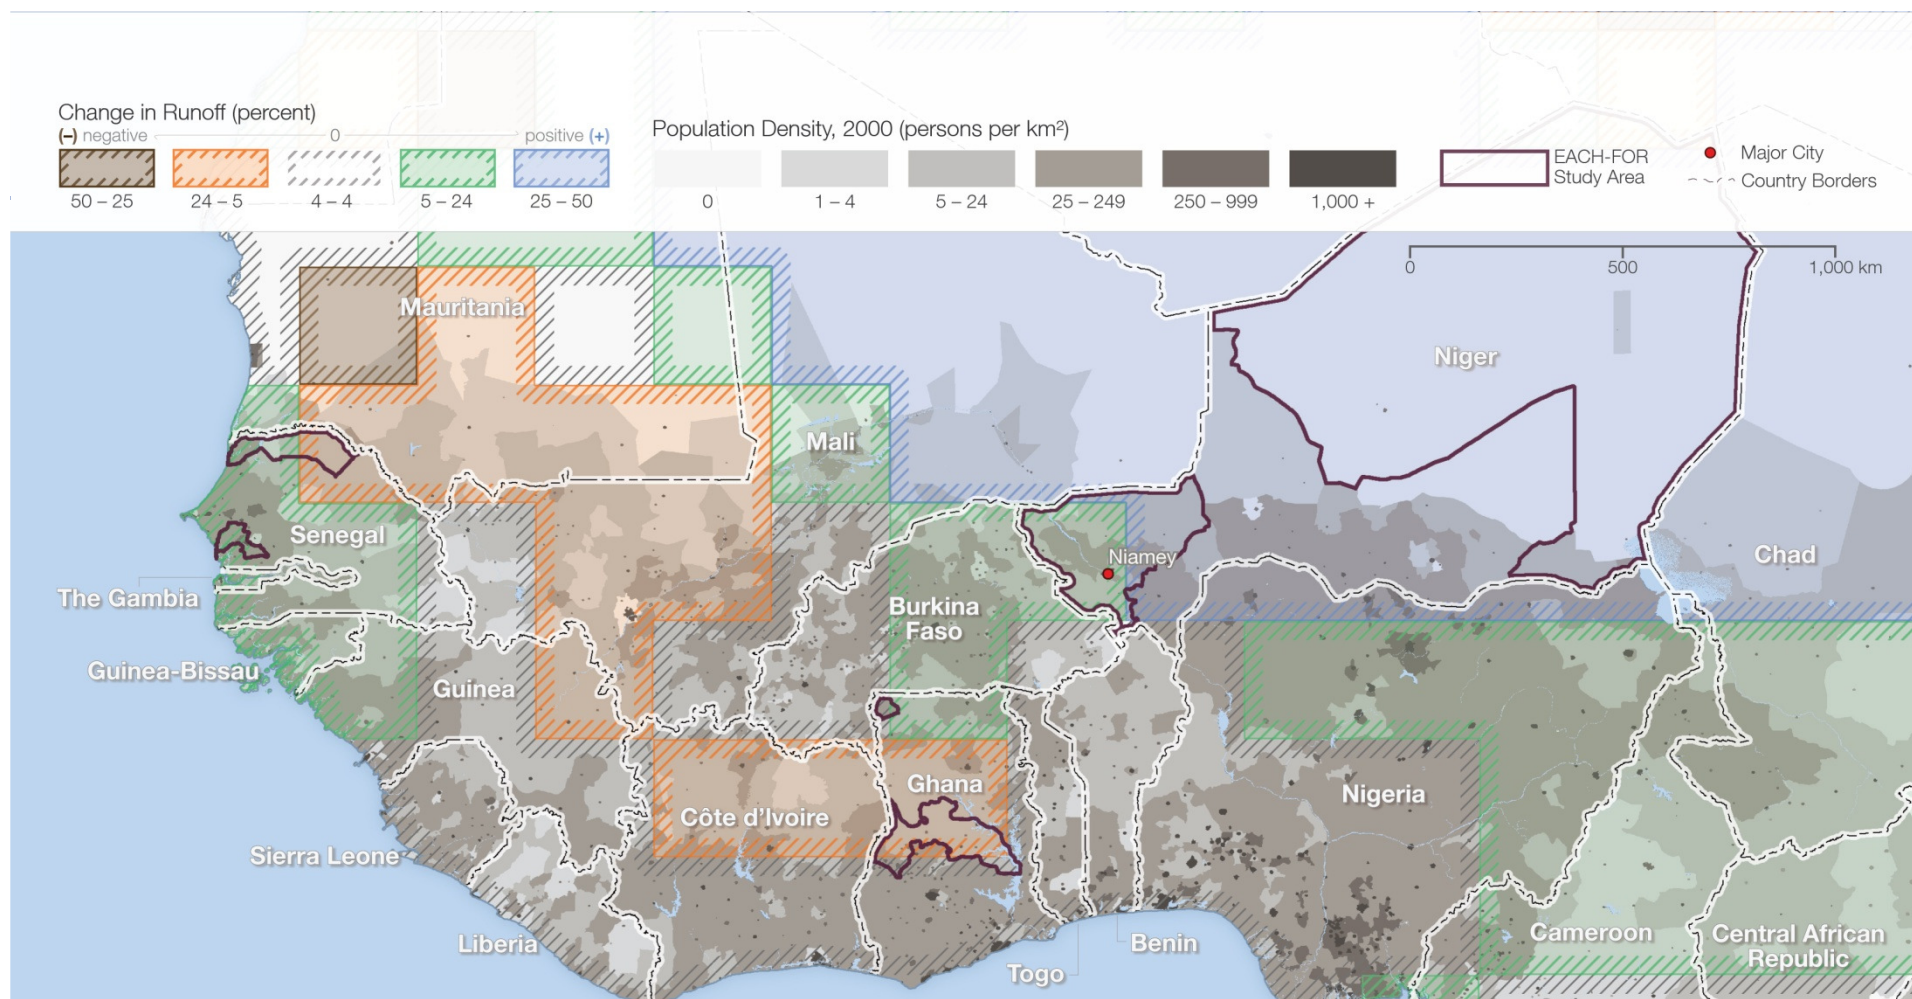 Change in Runoff (percent)
(–) negative 0 positive (+)
50 – 25 24 – 5 4 – 4 5 – 24 25 – 50
Population Density, 2000 (persons per km²)
0 1 – 4 5 – 24 25 – 249 250 – 999 1,000 +
EACH-FOR
Study Area
Major City
Country Borders
0 500 1,000 km
Mauritania
Niger
Mali
Senegal
Niamey
Chad
The Gambia
Burkina
Faso
Guinea-Bissau
Guinea
Ghana
Nigeria
Côte d’Ivoire
Sierra Leone
Liberia
Benin
Cameroon
Central African
Republic
Togo